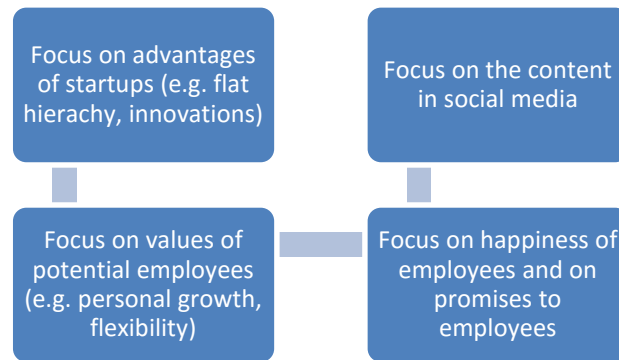 Focus on advantages
of startups (e.g. flat
hierachy, innovations)
Focus on values of
potential employees
(e.g. personal growth,
flexibility)
Focus on happiness of
employees and on
promises to
employees
Focus on the content
in social media